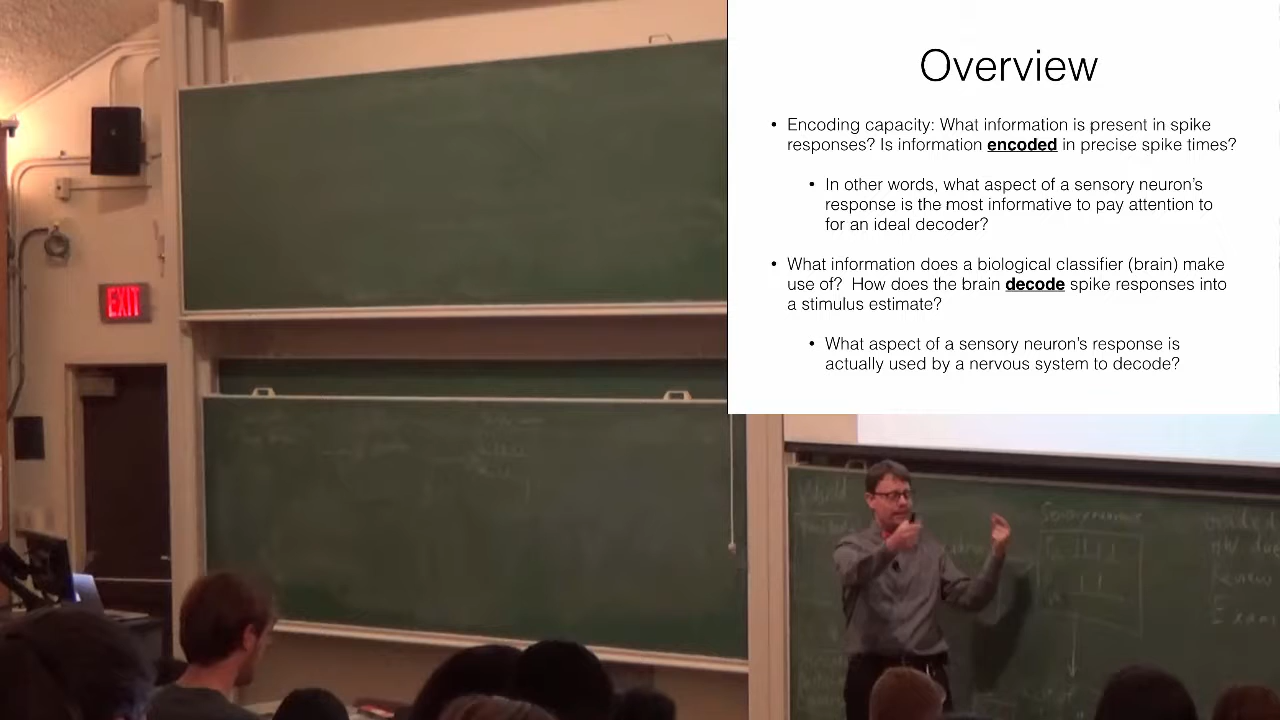 Overview
• Encoding capacity: What information is present in spike
responses? Is information encoded in precise spike times?
• In other words, what aspect of a sensory neuron's
response is the most informative to pay attention to
for an ideal decoder?
• What information does a biological classifier (brain) make
use of? How does the brain decode spike responses into
a stimulus estimate?
• What aspect of a sensory neuron's response is
actually used by a nervous system to decode?
EXIT
Review
Exam